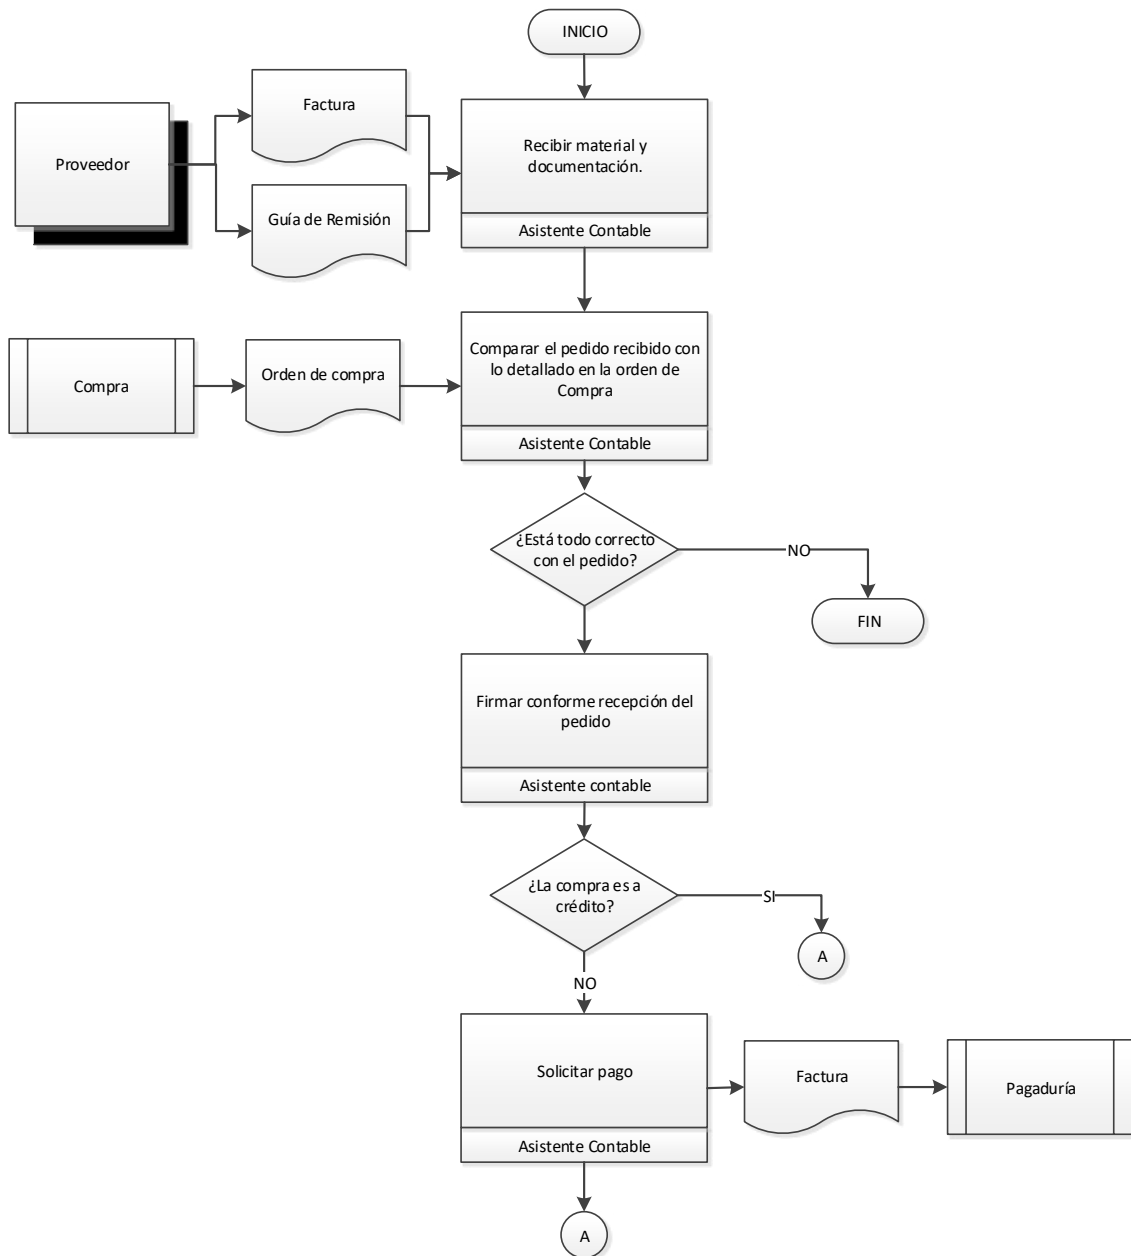 INICIO
Factura
Proveedor
Recibir material y
documentación.
Guía de Remisión
Asistente Contable
Compra
Orden de compra
Comparar el pedido recibido con
lo detallado en la orden de
Compra
Asistente Contable
¿Está todo correcto
con el pedido?
NO
FIN
Firmar conforme recepción del
pedido
Asistente contable
¿La compra es a
crédito?
SI
A
NO
Solicitar pago
Factura
Pagaduría
Asistente Contable
A